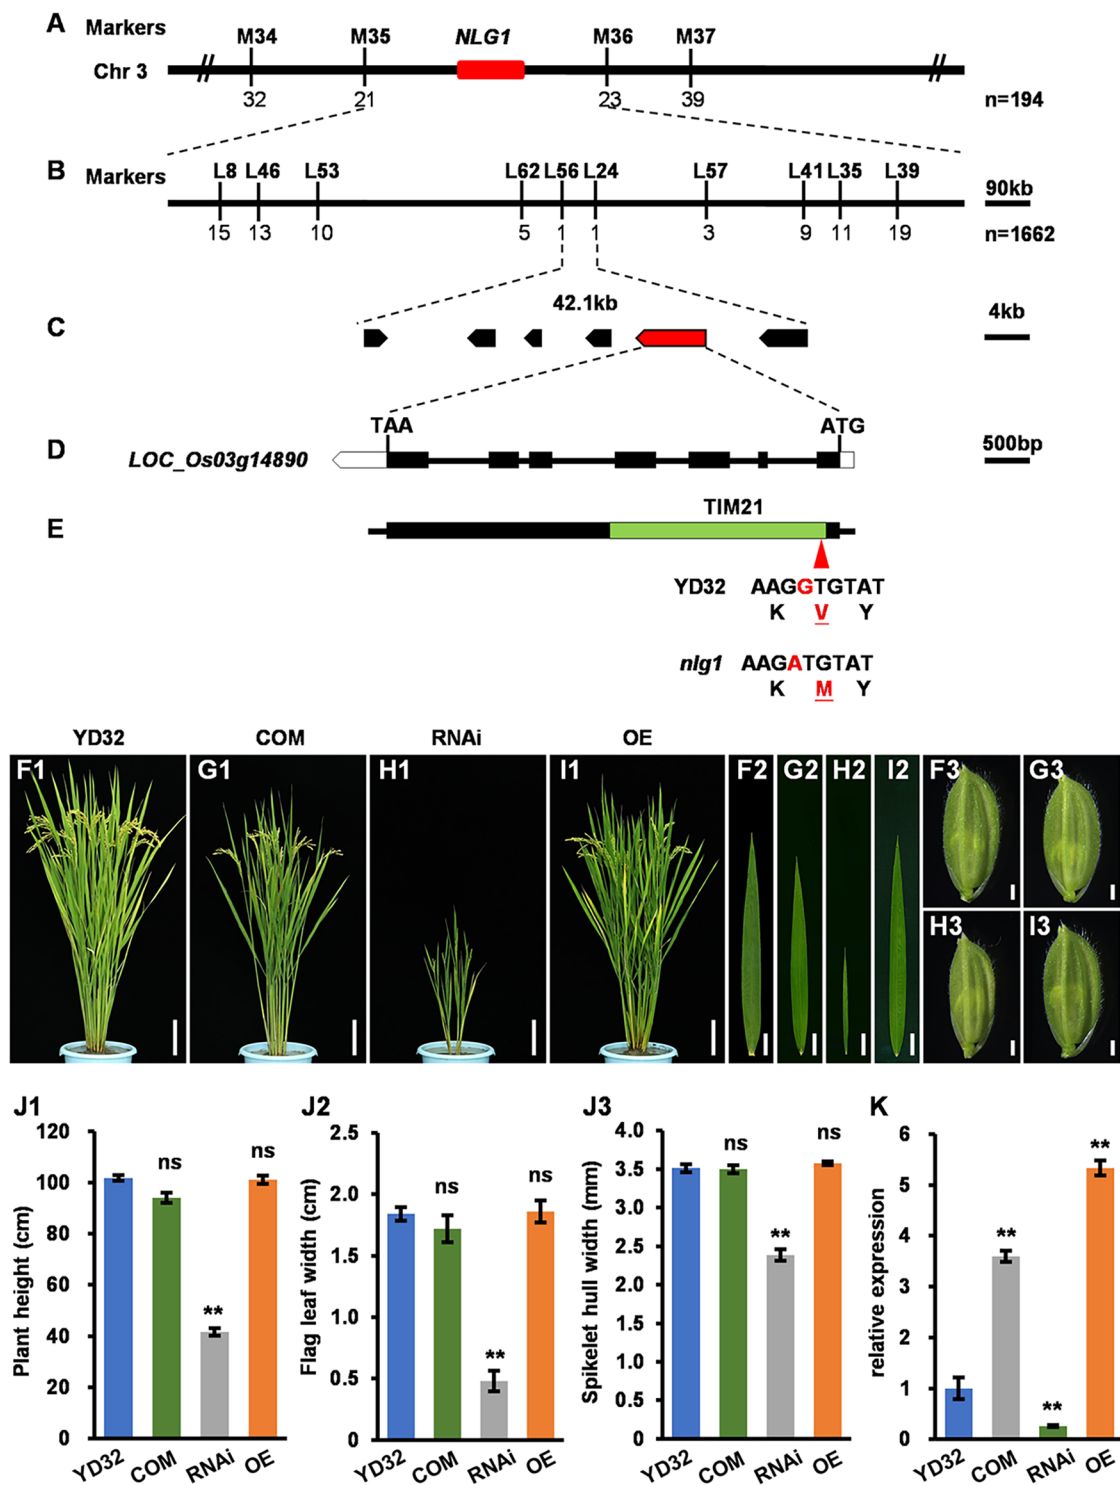 A
Markers
M34
M35
NLG1
M36
M37
Chr 3
32
21
23
39
n=194
B
Markers
L8
L46
L53
L62
L56
L24
L57
L41
L35
L39
90kb
15
13
10
5
1
1
3
9
11
19
n=1662
42.1kb
C
4kb
TAA
ATG
D
LOC_Os03g14890
500bp
E
TIM21
YD32
AAGGTGTAT
K V Y
nlg1
AAGATGTAT
K M Y
YD32
COM
RNAi
OE
F1
G1
H1
I1
F2
G2
H2
I2
F3
G3
H3
I3
J1
Plant height (cm)
120
100
80
60
40
20
0
ns
**
ns
YD32
COM
RNAi
OE
J2
Flag leaf width (cm)
2.5
2.0
1.5
1.0
0.5
0
ns
**
ns
YD32
COM
RNAi
OE
J3
Spikelet hull width (mm)
4.0
3.5
3.0
2.5
2.0
1.5
1.0
0.5
0
ns
**
ns
YD32
COM
RNAi
OE
K
relative expression
6
5
4
3
2
1
0
**
**
**
YD32
COM
RNAi
OE